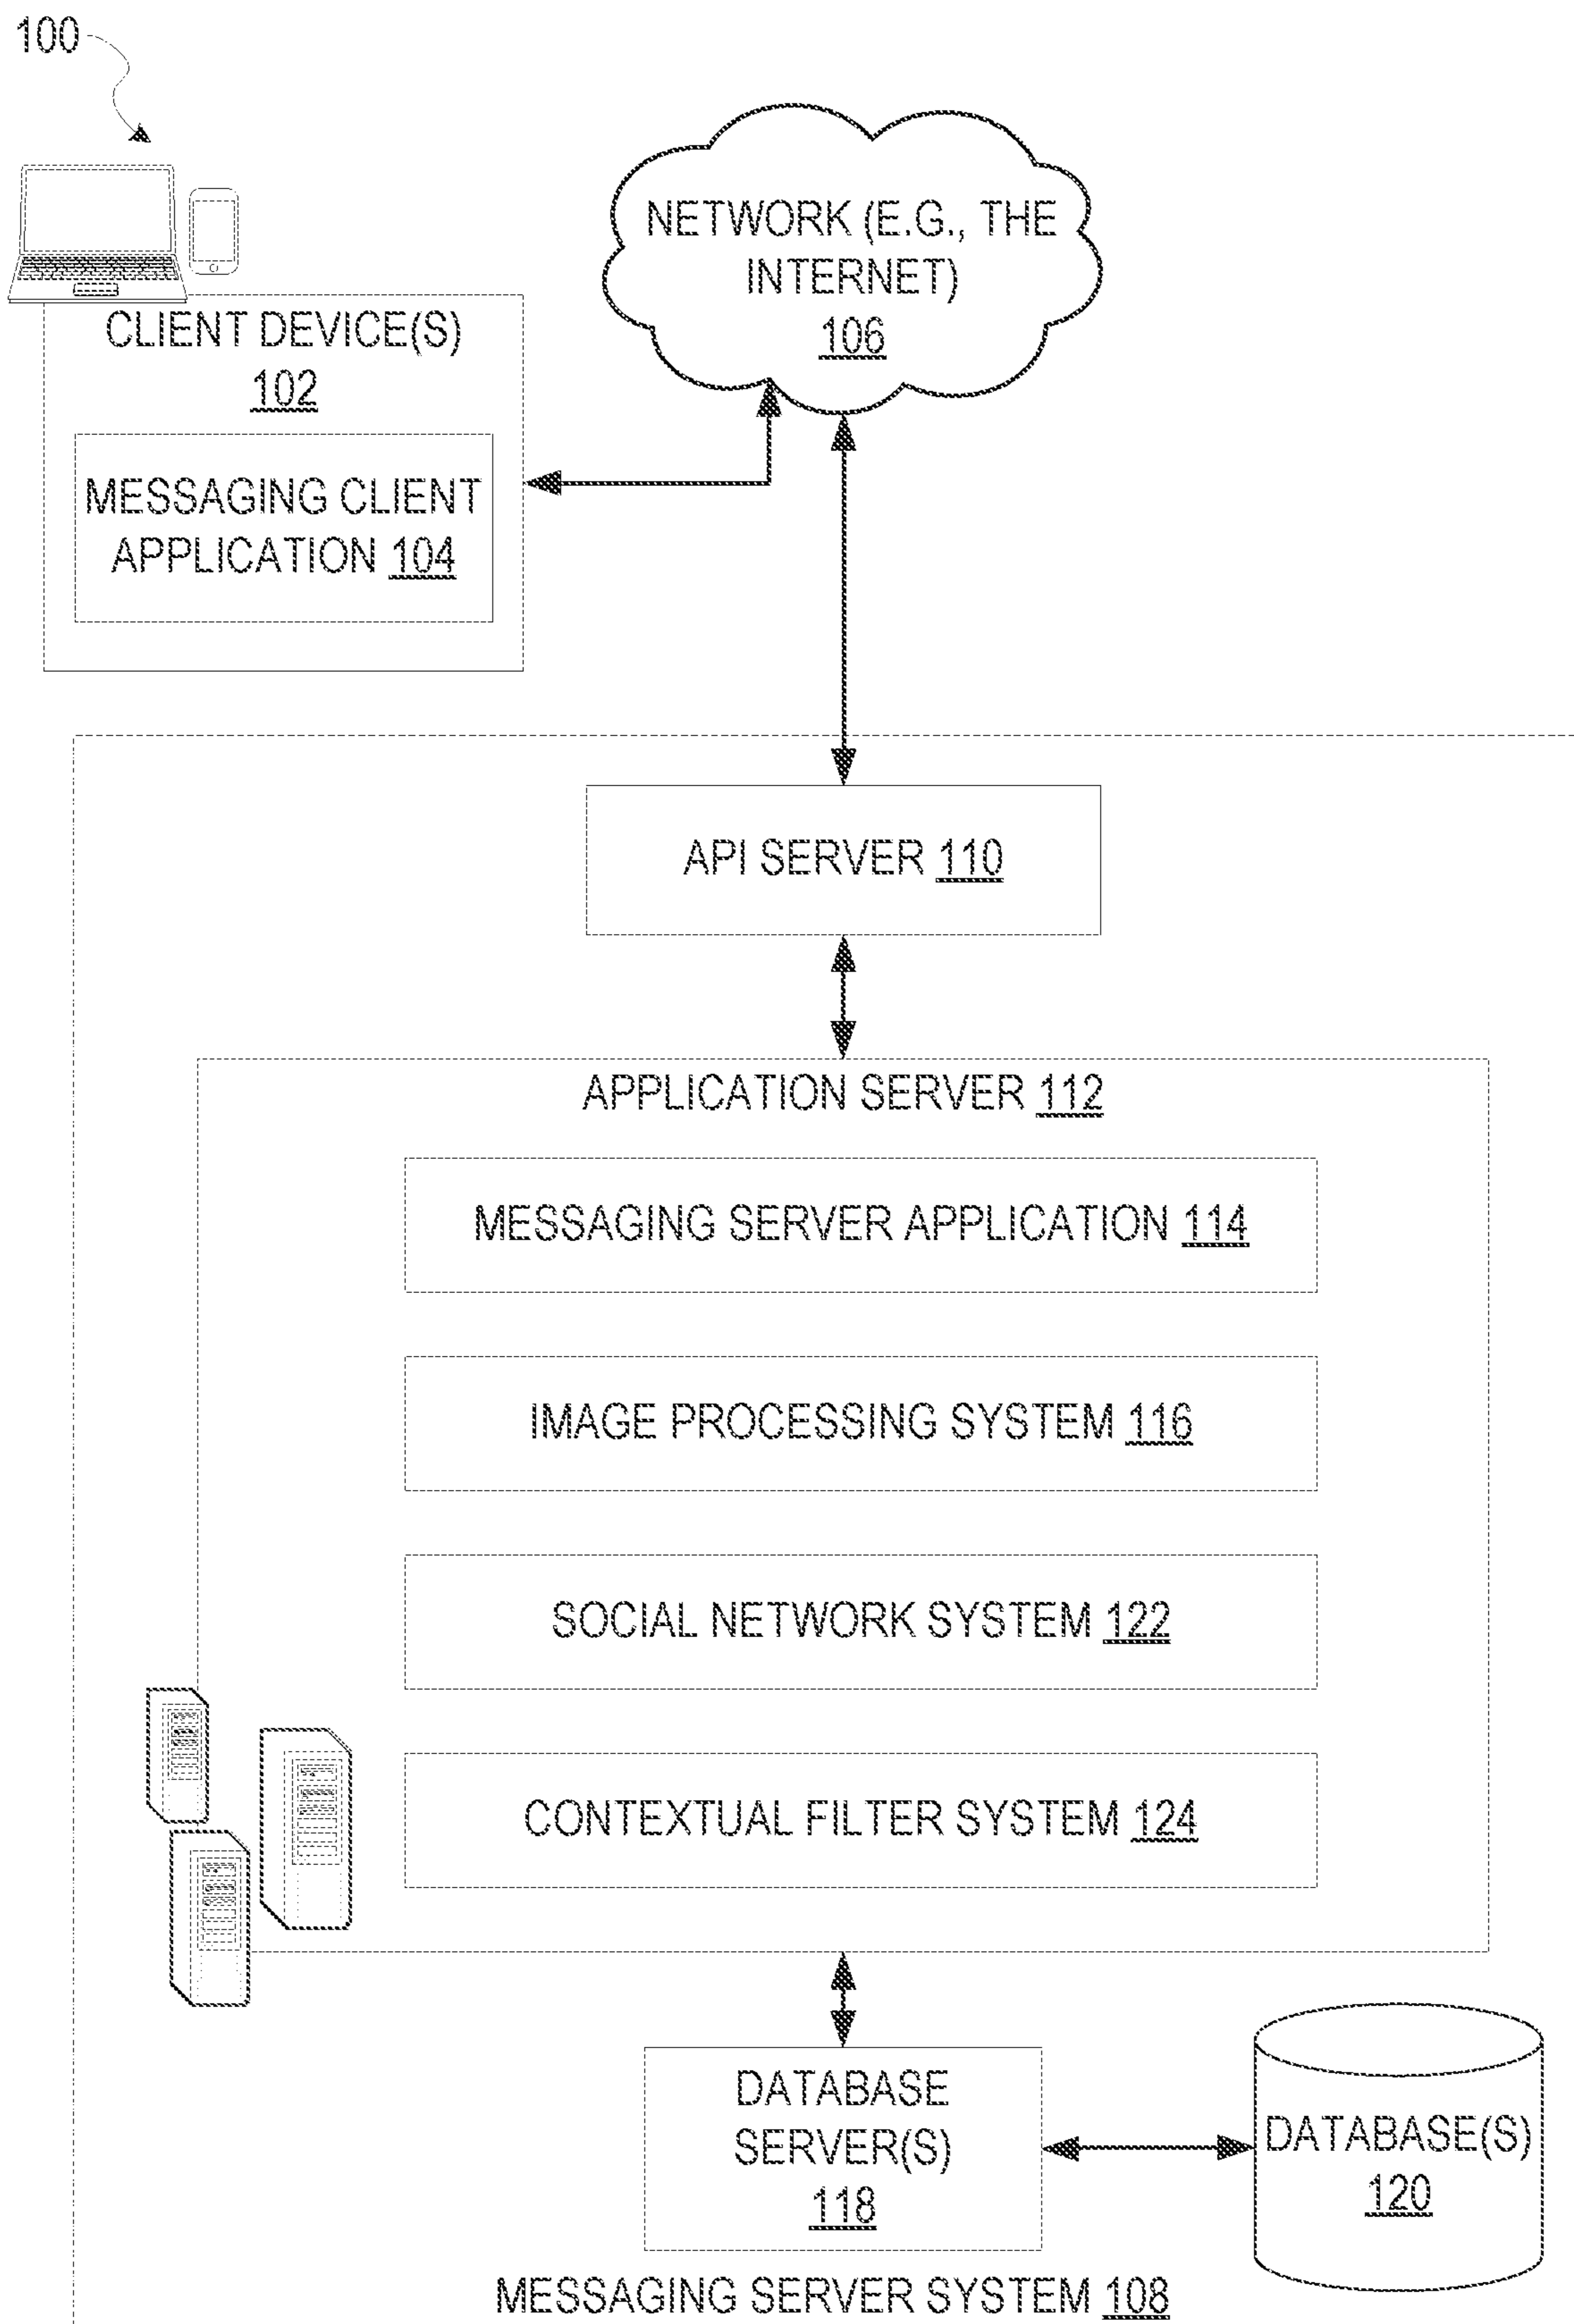 100
NETWORK (E.G., THE
INTERNET)
106
CLIENT DEVICE(S)
102
MESSAGING CLIENT
APPLICATION 104
API SERVER 110
APPLICATION SERVER 112
MESSAGING SERVER APPLICATION 114
IMAGE PROCESSING SYSTEM 116
SOCIAL NETWORK SYSTEM 122
CONTEXTUAL FILTER SYSTEM 124
DATABASE
SERVER(S)
118
DATABASE(S)
120
MESSAGING SERVER SYSTEM 108